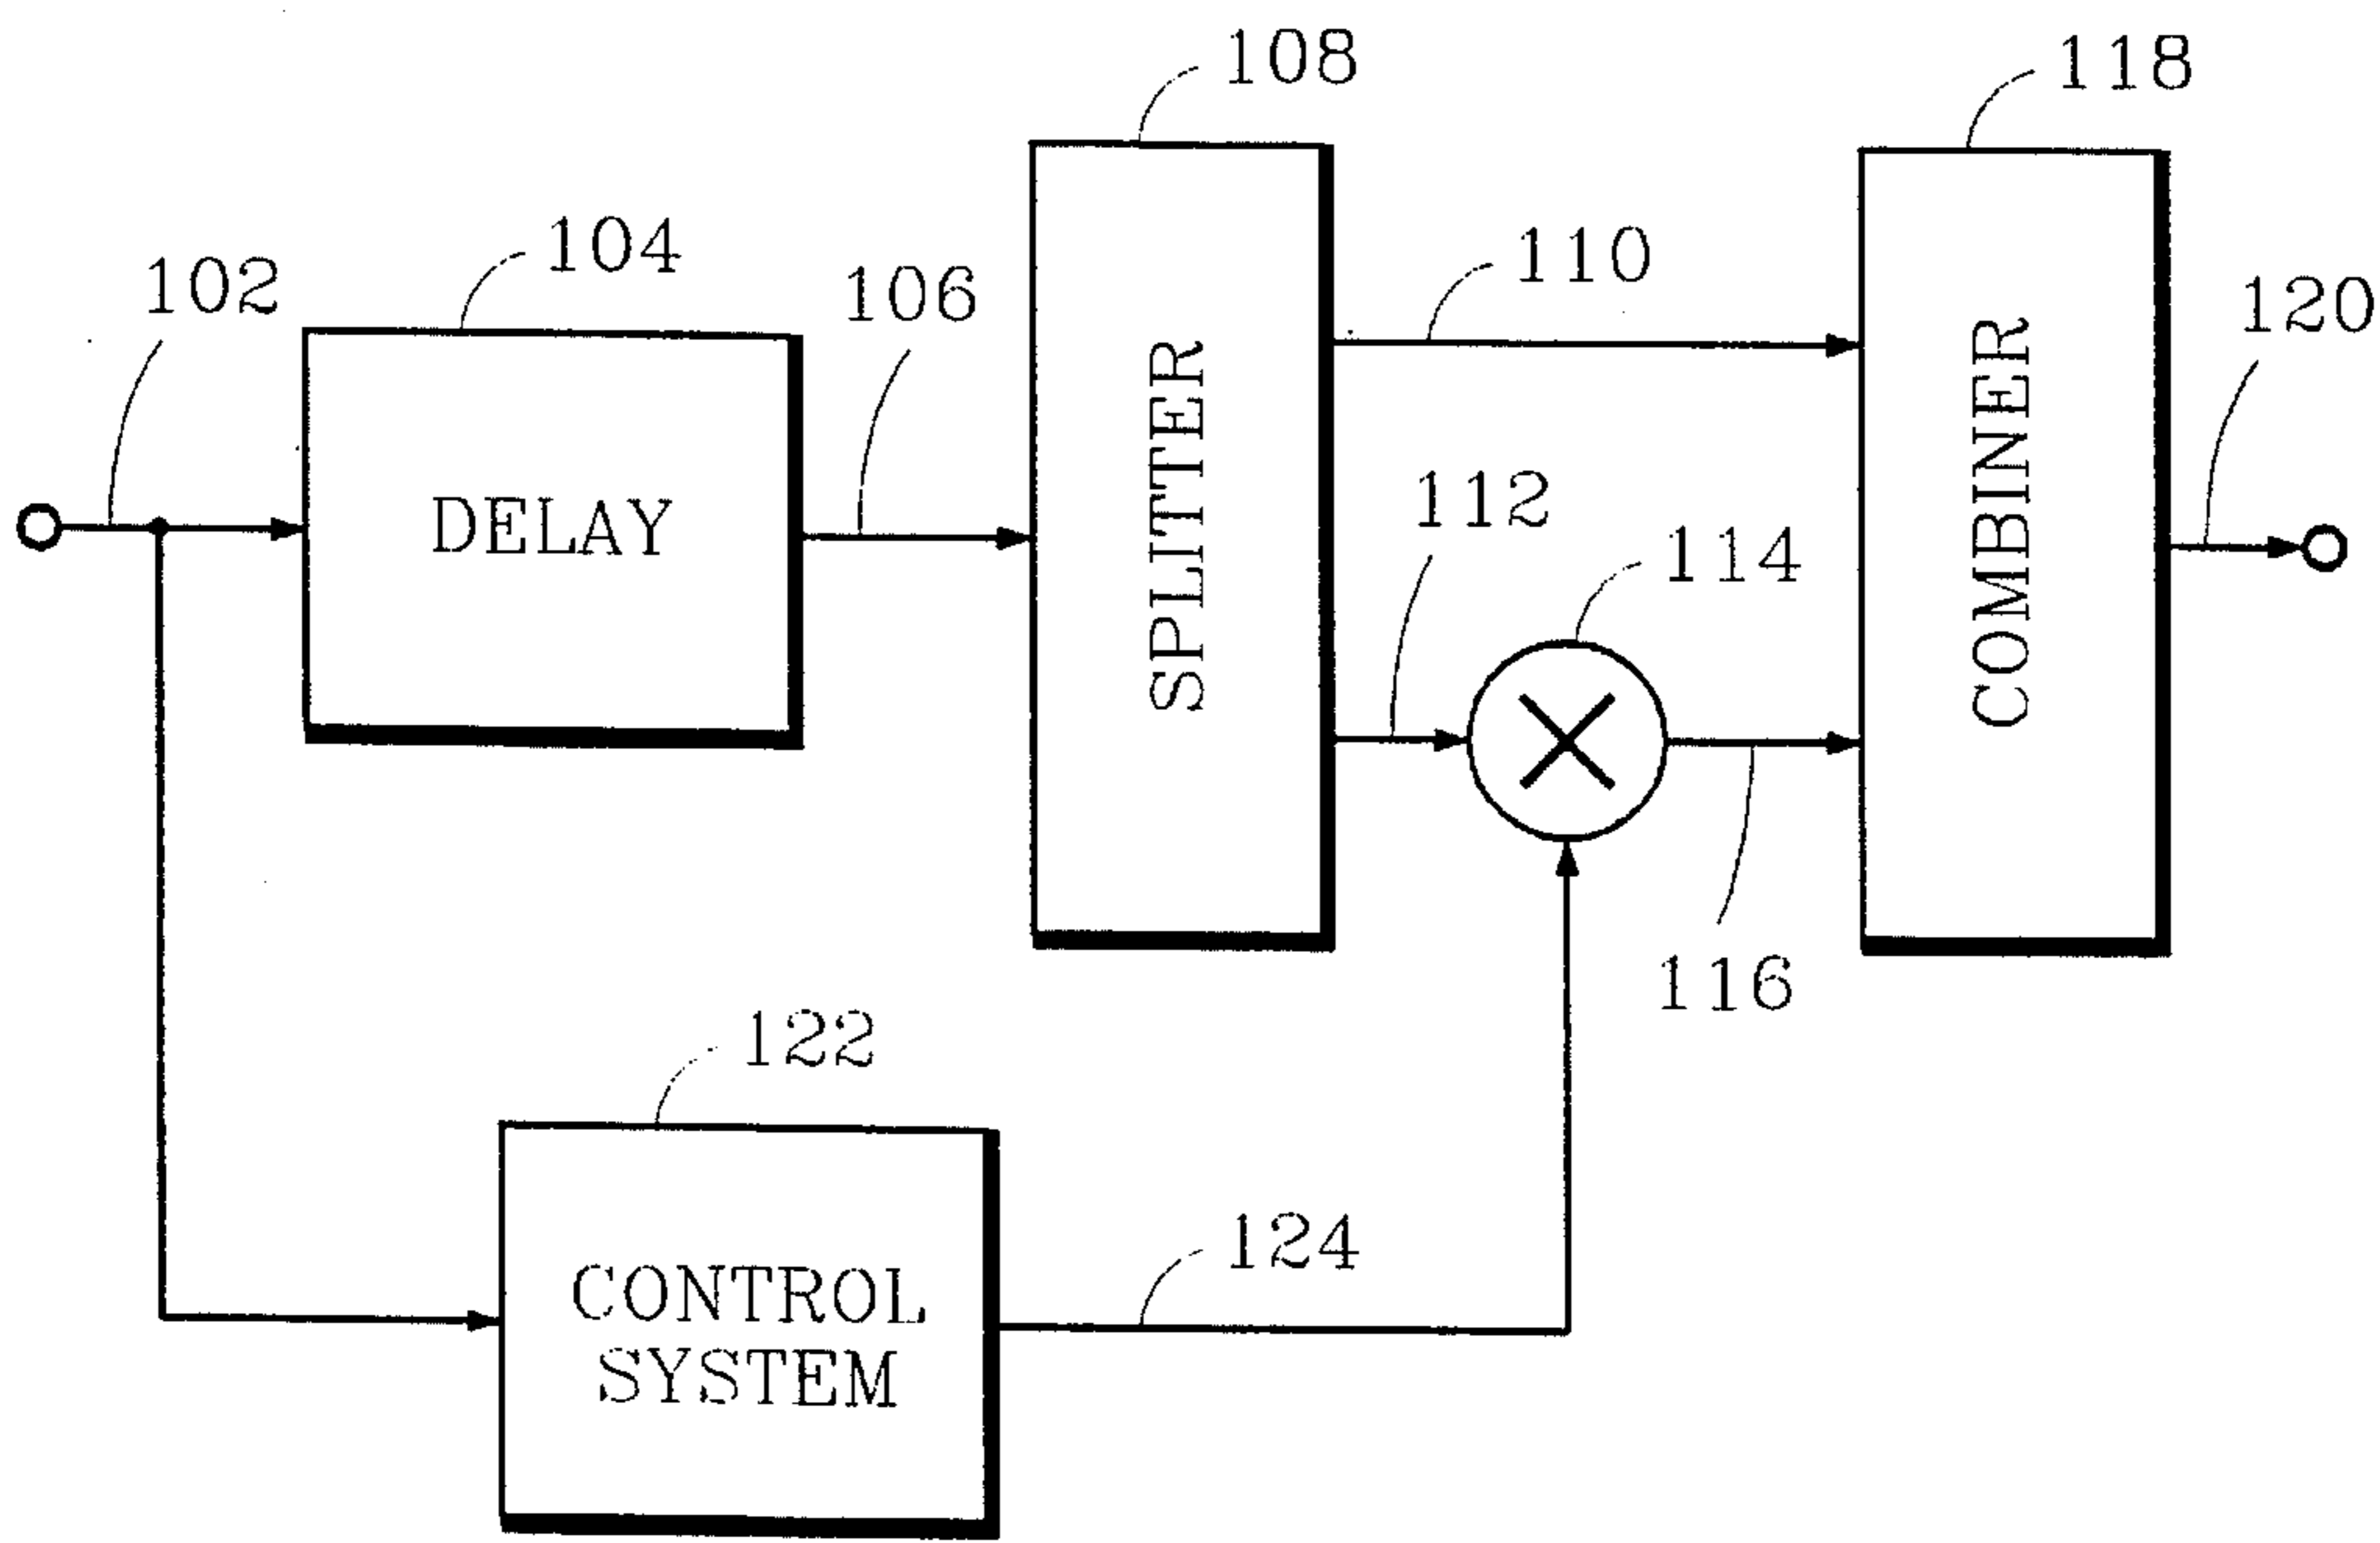 108
118
104
110
102
106
120
DELAY
SPLITTER
112
114
COMBINER
116
122
124
CONTROL
SYSTEM